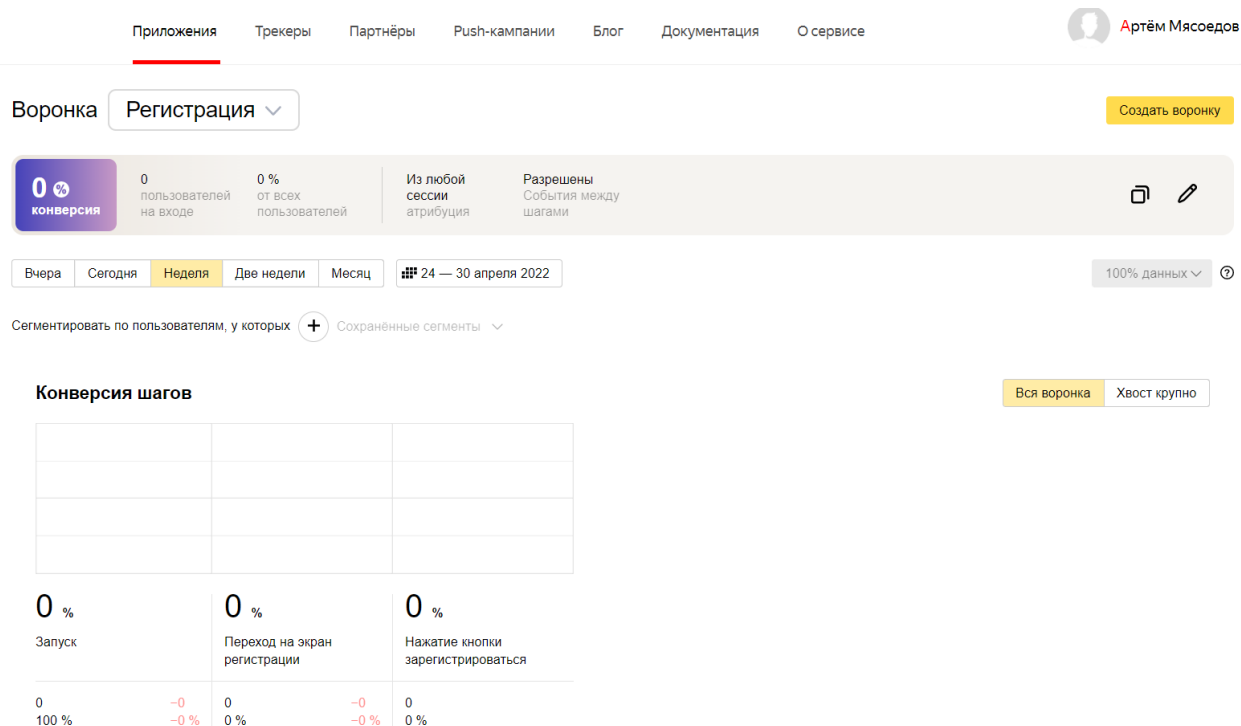 Приложения Трекеры Партнёры Push-кампании Блог Документация О сервисе Артём Мясоедов
Воронка Регистрация Создать воронку
0 % конверсия
0 пользователей на входе
0 % от всех пользователей
Из любой сессии атрибуция
Разрешены События между шагами
Вчера Сегодня Неделя Две недели Месяц 24 — 30 апреля 2022 100% данных ?
Сегментировать по пользователям, у которых + Сохранённые сегменты
Конверсия шагов Вся воронка Хвост крупно
0 % 0 % 0 %
Запуск Переход на экран Нажатие кнопки
регистрации зарегистрироваться
0 −0 0 −0 0
100 % −0 % 0 % −0 % 0 %